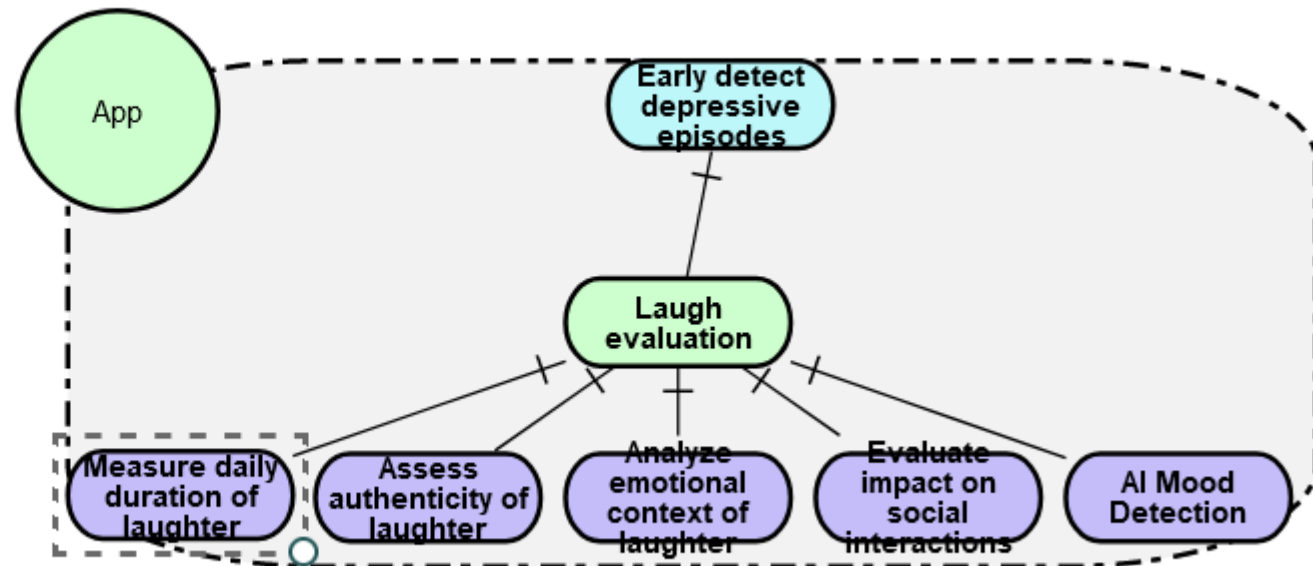 App
Early detect
depressive
episodes
Laugh
evaluation
Measure daily
duration of
laughter
Assess
authenticity of
laughter
Analyze
emotional
context of
laughter
Evaluate
impact on
social
interactions
AI Mood
Detection